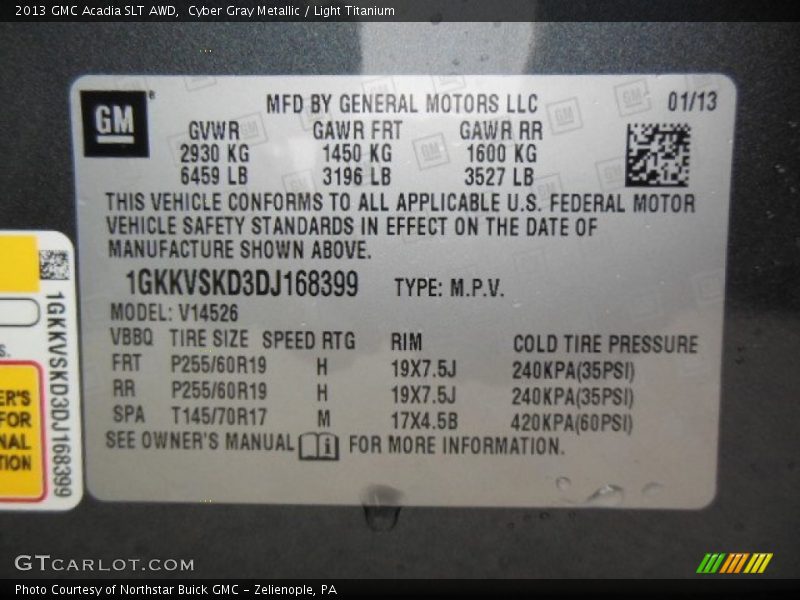 2013 GMC Acadia SLT AWD,  Cyber Gray Metallic / Light Titanium
GM
MFD BY GENERAL MOTORS LLC
01/13
GVWR GAWR FRT GAWR RR
2930 KG 1450 KG 1600 KG
6459 LB 3196 LB 3527 LB
THIS VEHICLE CONFORMS TO ALL APPLICABLE U.S. FEDERAL MOTOR
VEHICLE SAFETY STANDARDS IN EFFECT ON THE DATE OF
MANUFACTURE SHOWN ABOVE.
1GKKVSKD3DJ168399 TYPE: M.P.V.
MODEL: V14526
VBBQ TIRE SIZE SPEED RTG RIM COLD TIRE PRESSURE
FRT P255/60R19 H 19X7.5J 240KPA(35PSI)
RR P255/60R19 H 19X7.5J 240KPA(35PSI)
SPA T145/70R17 M 17X4.5B 420KPA(60PSI)
SEE OWNER'S MANUAL i FOR MORE INFORMATION.
1GKKVSKD3DJ168399
S.
ER'S
FOR
NAL
TION
GTCARLOT.COM
Photo Courtesy of Northstar Buick GMC - Zelienople, PA